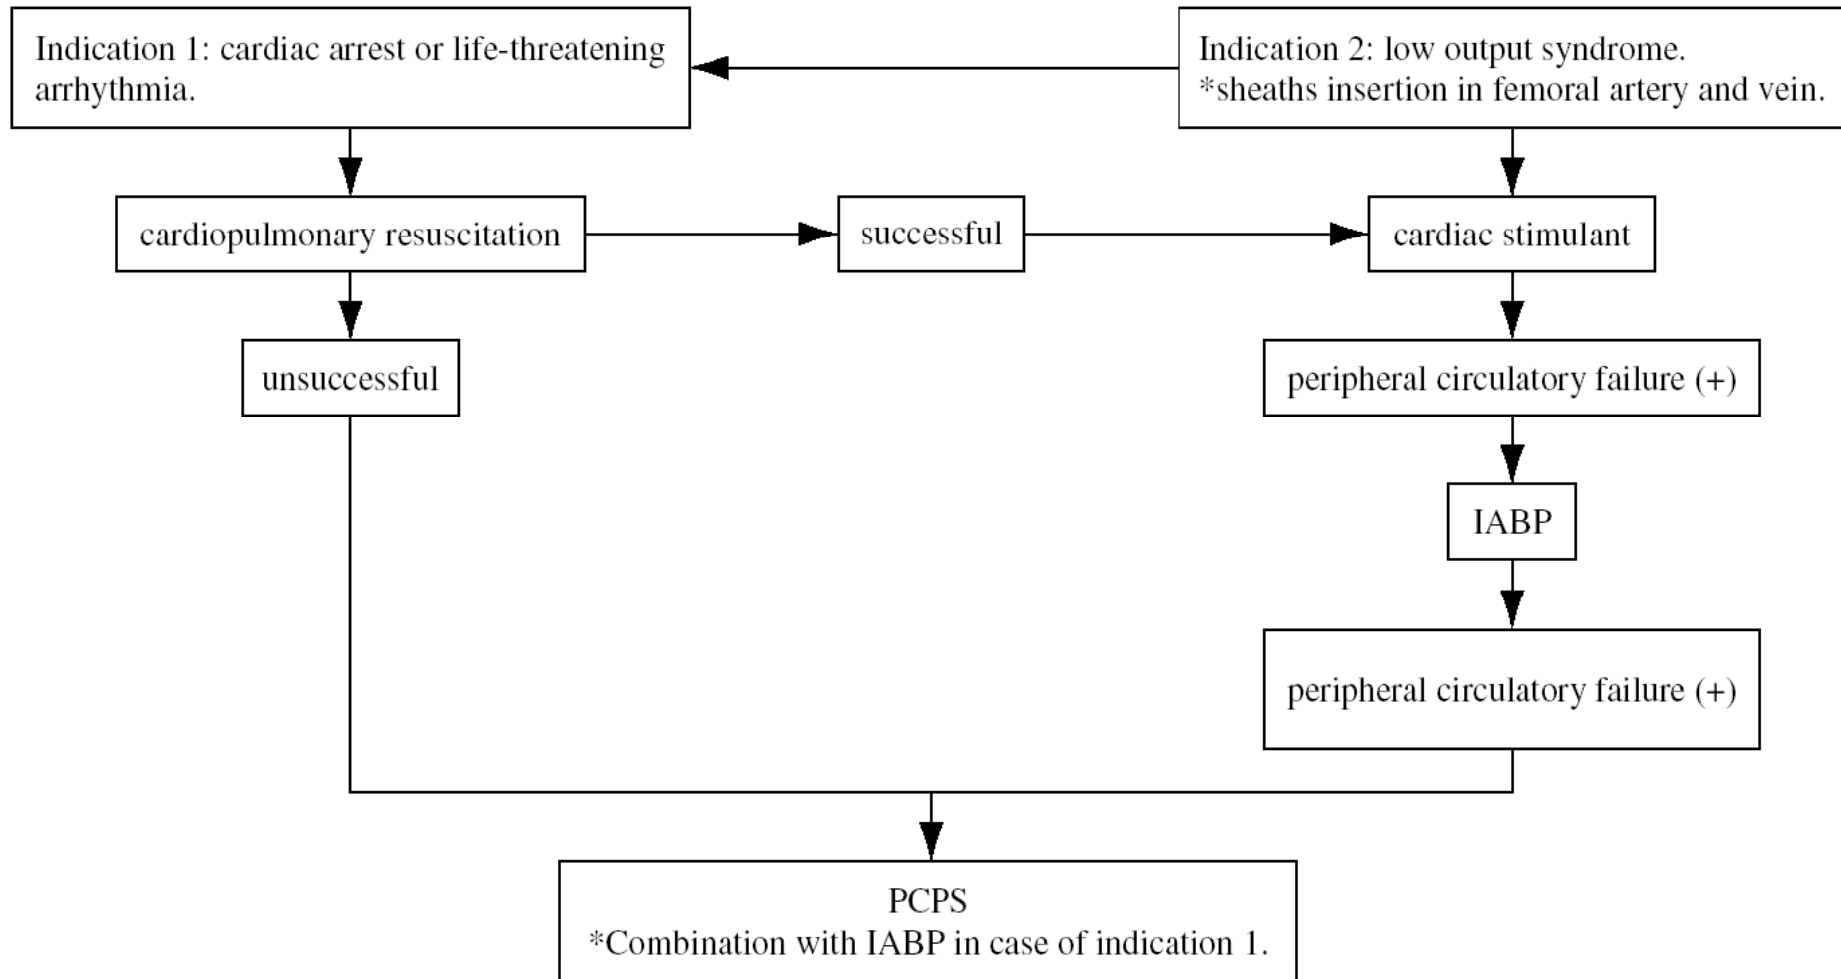 Indication 1: cardiac arrest or life-threatening
arrhythmia.
Indication 2: low output syndrome.
*sheaths insertion in femoral artery and vein.
cardiopulmonary resuscitation
successful
cardiac stimulant
unsuccessful
peripheral circulatory failure (+)
IABP
peripheral circulatory failure (+)
PCPS
*Combination with IABP in case of indication 1.